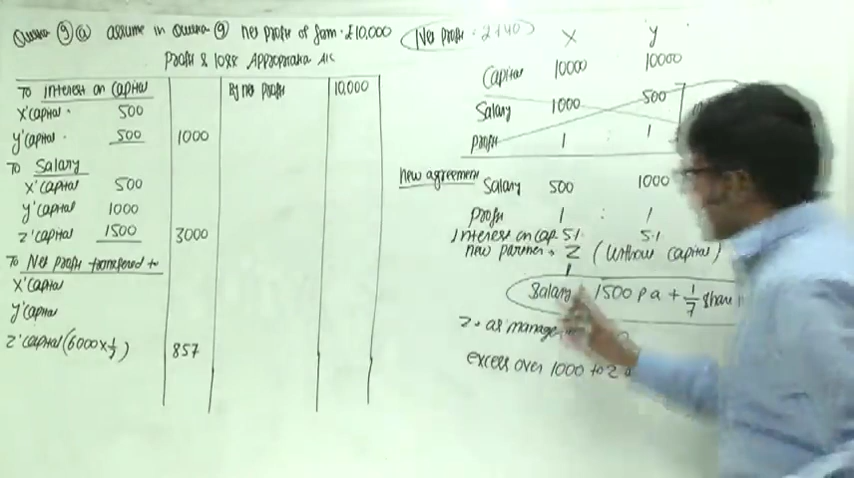 Question 9 a assume in Question 9 net profit of firm = £10,000
Profit & loss Appropriation A/c
To Interest on Capital By net profit 10,000
X'capital 500
Y'capital 500 1000
To Salary
X'capital 500
Y'capital 1000
Z'capital 1500 3000
To Net profit transfered to
X'Capital
Y'capital
Z'capital (6000 x 1/7) 857
Net profit = 2140
X Y
Capital 10000 10000
Salary 1000 500
Profit 1 : 1
new agreement Salary 500 1000
Profit 1 : 1
Interest on cap 5% 5%
new partner = Z (without capital)
Salary 1500 pa + 1/7 share
Z as manage
excess over 1000 to Z